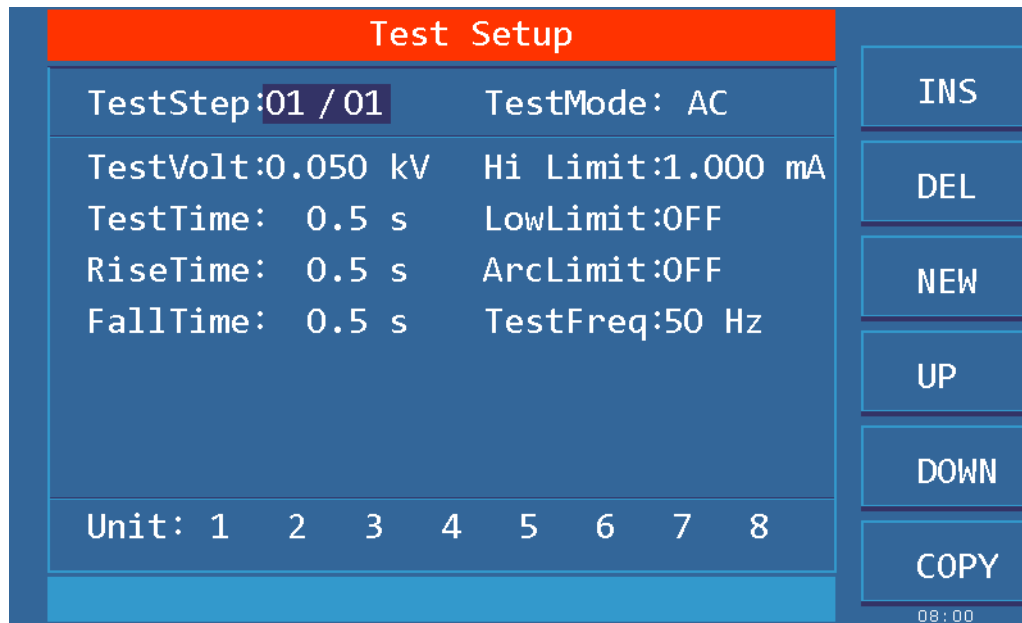 Test Setup
TestStep:01 / 01 TestMode: AC
TestVolt:0.050 kV Hi Limit:1.000 mA
TestTime: 0.5 s LowLimit:OFF
RiseTime: 0.5 s ArcLimit:OFF
FallTime: 0.5 s TestFreq:50 Hz
Unit: 1 2 3 4 5 6 7 8
INS
DEL
NEW
UP
DOWN
COPY
08:00